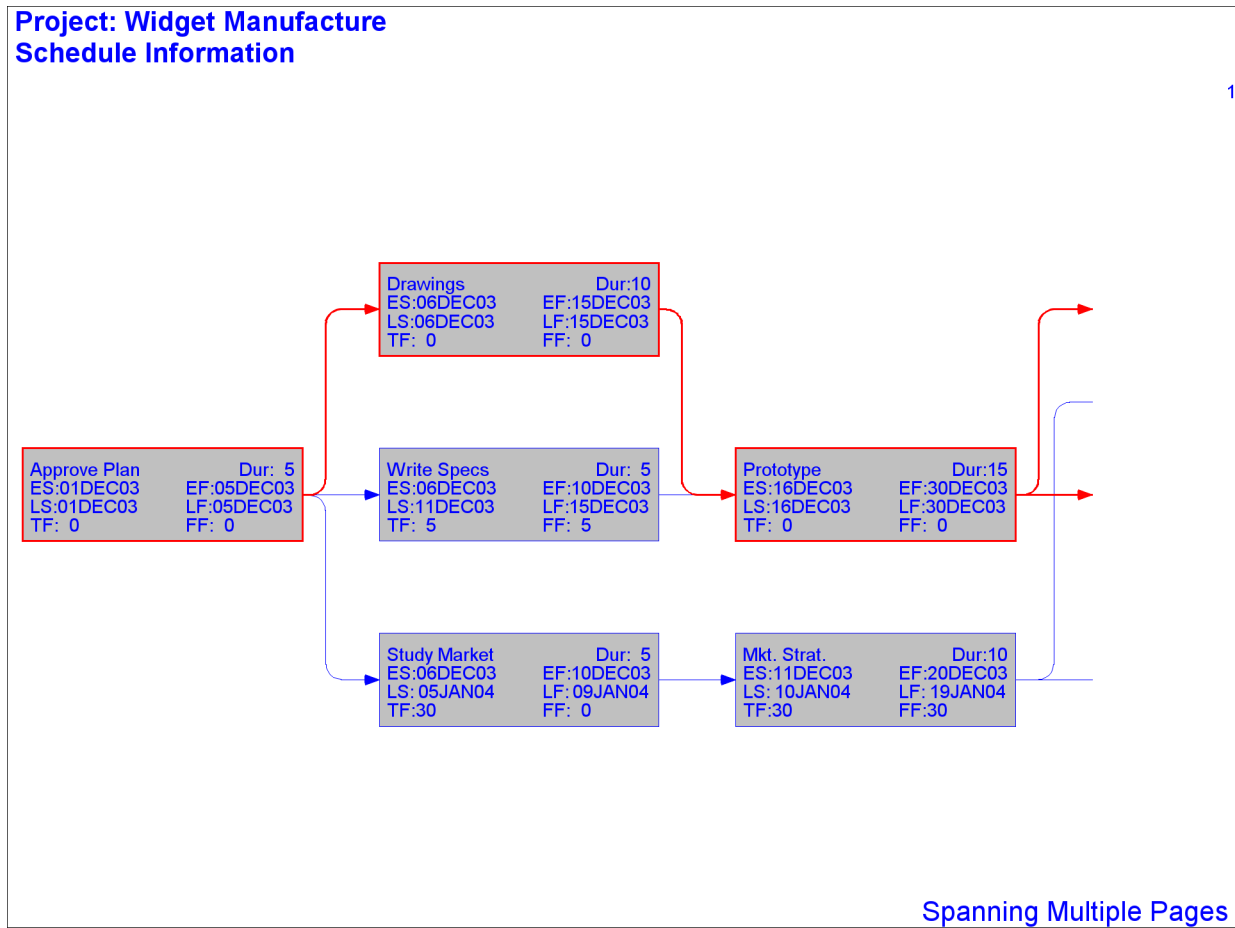 Project: Widget Manufacture
Schedule Information
1
Drawings Dur:10
ES:06DEC03 EF:15DEC03
LS:06DEC03 LF:15DEC03
TF: 0 FF: 0
Approve Plan Dur: 5
ES:01DEC03 EF:05DEC03
LS:01DEC03 LF:05DEC03
TF: 0 FF: 0
Write Specs Dur: 5
ES:06DEC03 EF:10DEC03
LS:11DEC03 LF:15DEC03
TF: 5 FF: 5
Prototype Dur:15
ES:16DEC03 EF:30DEC03
LS:16DEC03 LF:30DEC03
TF: 0 FF: 0
Study Market Dur: 5
ES:06DEC03 EF:10DEC03
LS:05JAN04 LF:09JAN04
TF:30 FF: 0
Mkt. Strat. Dur:10
ES:11DEC03 EF:20DEC03
LS:10JAN04 LF:19JAN04
TF:30 FF:30
Spanning Multiple Pages